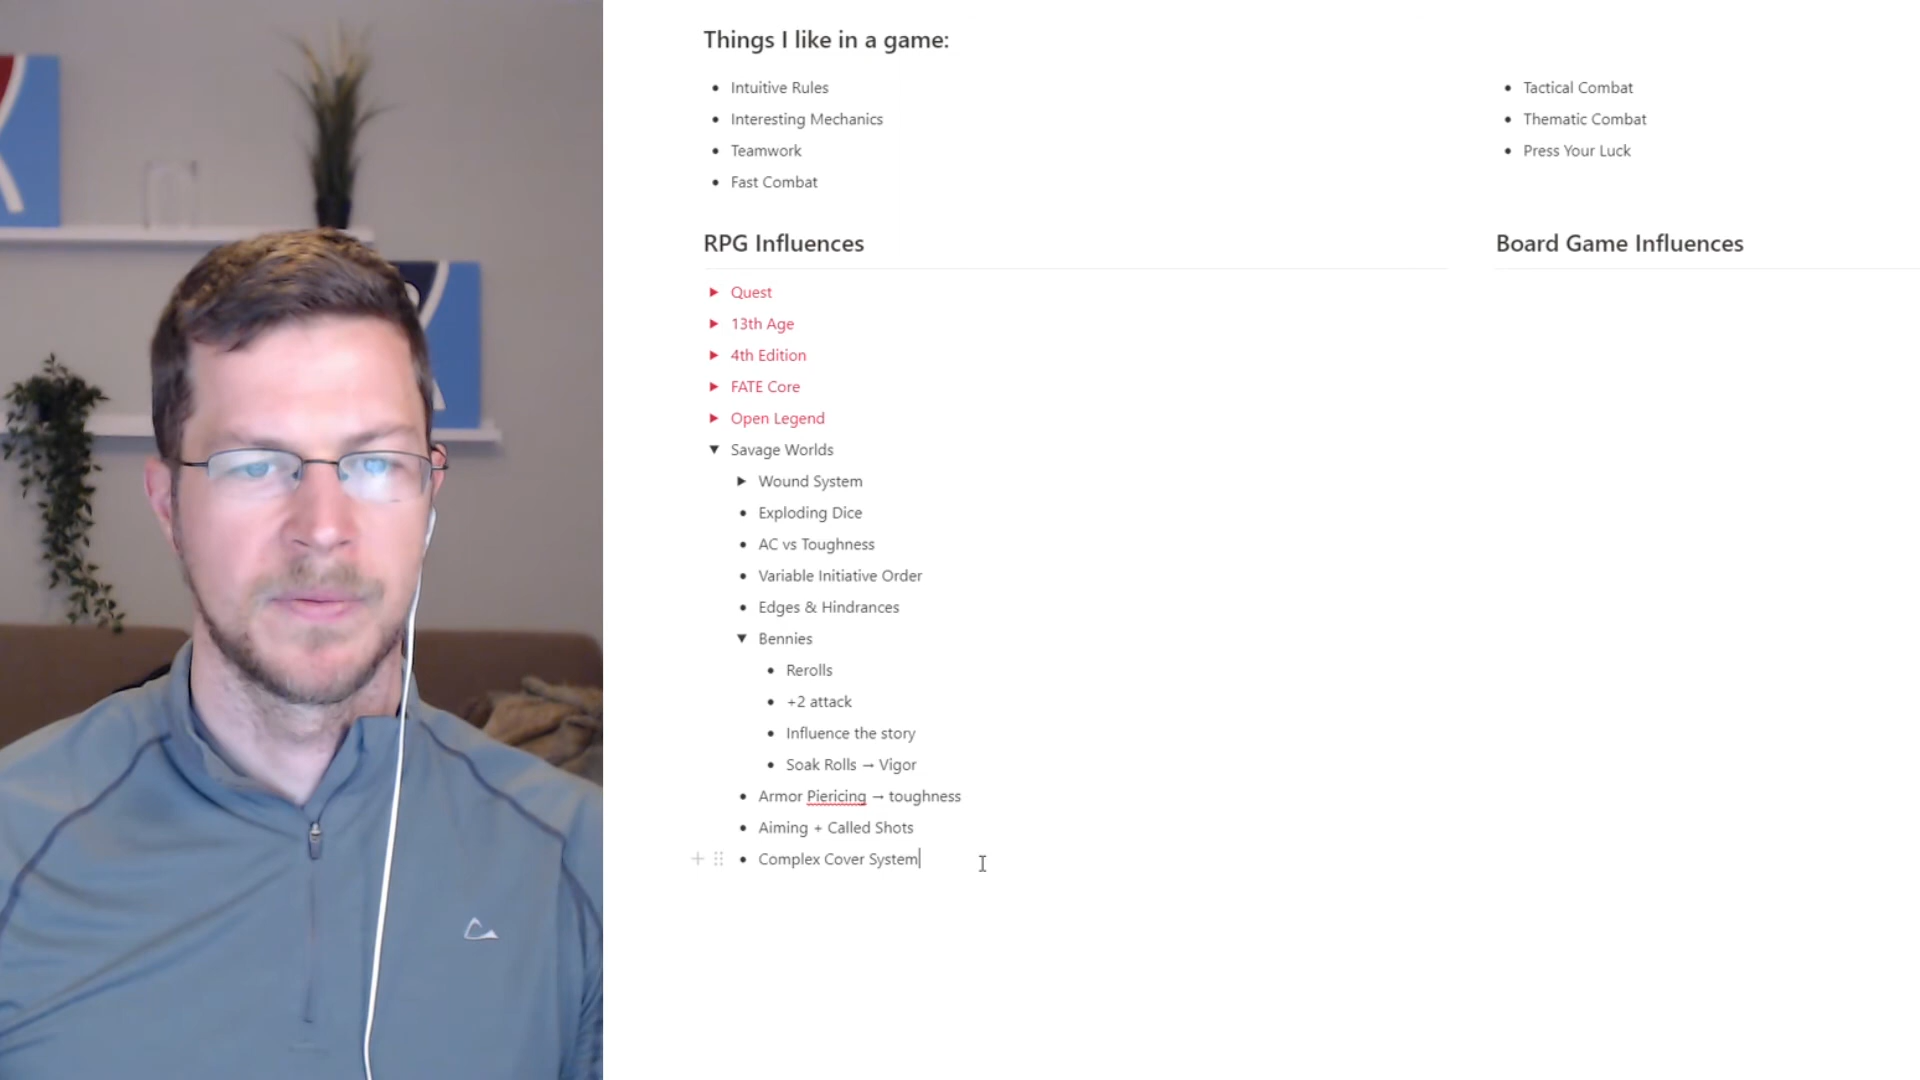 Things I like in a game:
• Intuitive Rules
• Interesting Mechanics
• Teamwork
• Fast Combat
• Tactical Combat
• Thematic Combat
• Press Your Luck
RPG Influences
Quest
13th Age
4th Edition
FATE Core
Open Legend
Savage Worlds
Wound System
• Exploding Dice
• AC vs Toughness
• Variable Initiative Order
• Edges & Hindrances
Bennies
• Rerolls
• +2 attack
• Influence the story
• Soak Rolls → Vigor
• Armor Piericing → toughness
• Aiming + Called Shots
• Complex Cover System
Board Game Influences